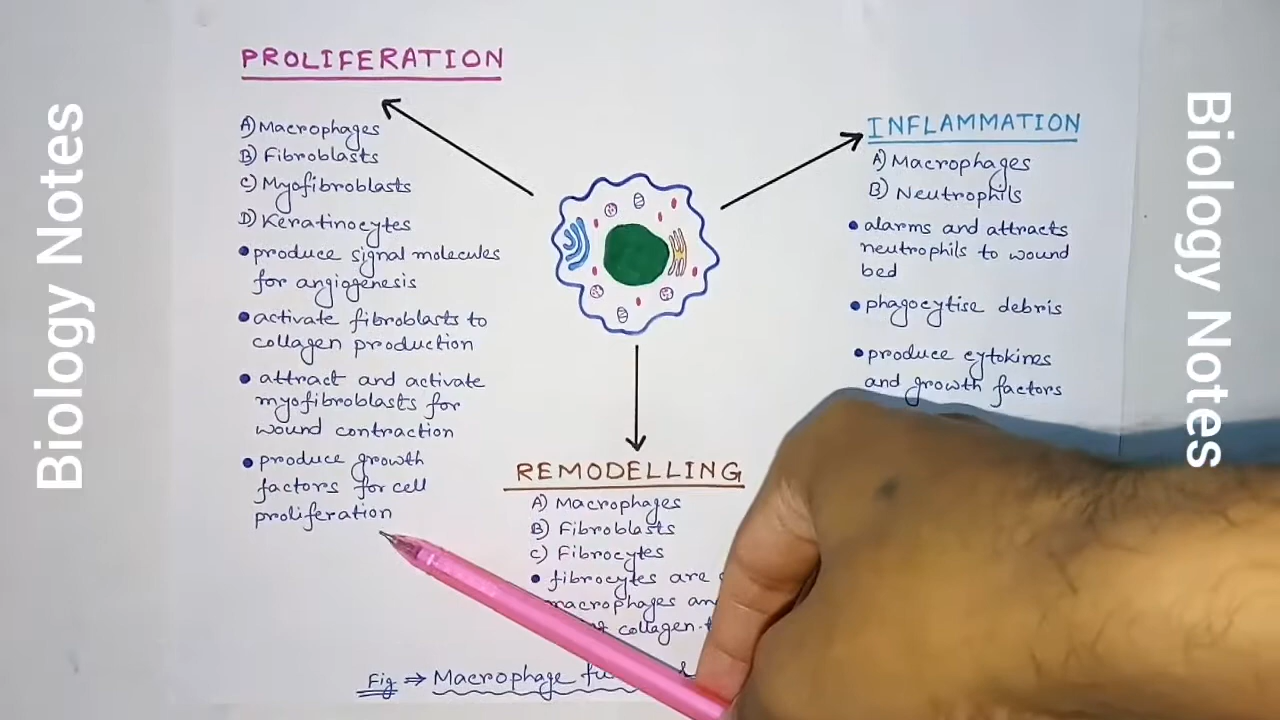 Biology Notes
PROLIFERATION
A) Macrophages
B) Fibroblasts
C) Myofibroblasts
D) Keratinocytes
• produce signal molecules
for angiogenesis
• activate fibroblasts to
collagen production
• attract and activate
myofibroblasts for
wound contraction
• produce growth
factors for cell
proliferation
INFLAMMATION
A) Macrophages
B) Neutrophils
• alarms and attracts
neutrophils to wound
bed
• phagocytise debris
• produce cytokines
and growth factors
REMODELLING
A) Macrophages
B) Fibroblasts
C) Fibrocytes
• fibrocytes are
macrophages
collagen
Fig ⇒ Macrophage
Biology Notes